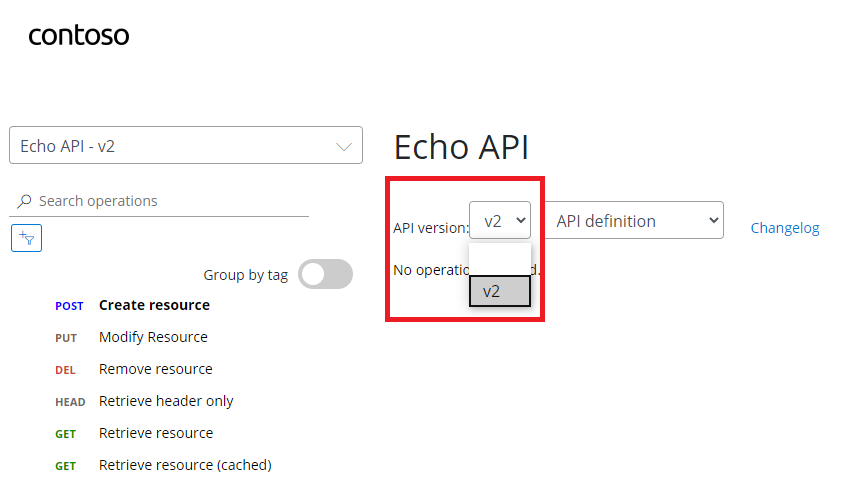 contoso
Echo API - v2
Search operations
Group by tag
POST Create resource
PUT Modify Resource
DEL Remove resource
HEAD Retrieve header only
GET Retrieve resource
GET Retrieve resource (cached)
Echo API
API version: v2 API definition Changelog
No d.
v2